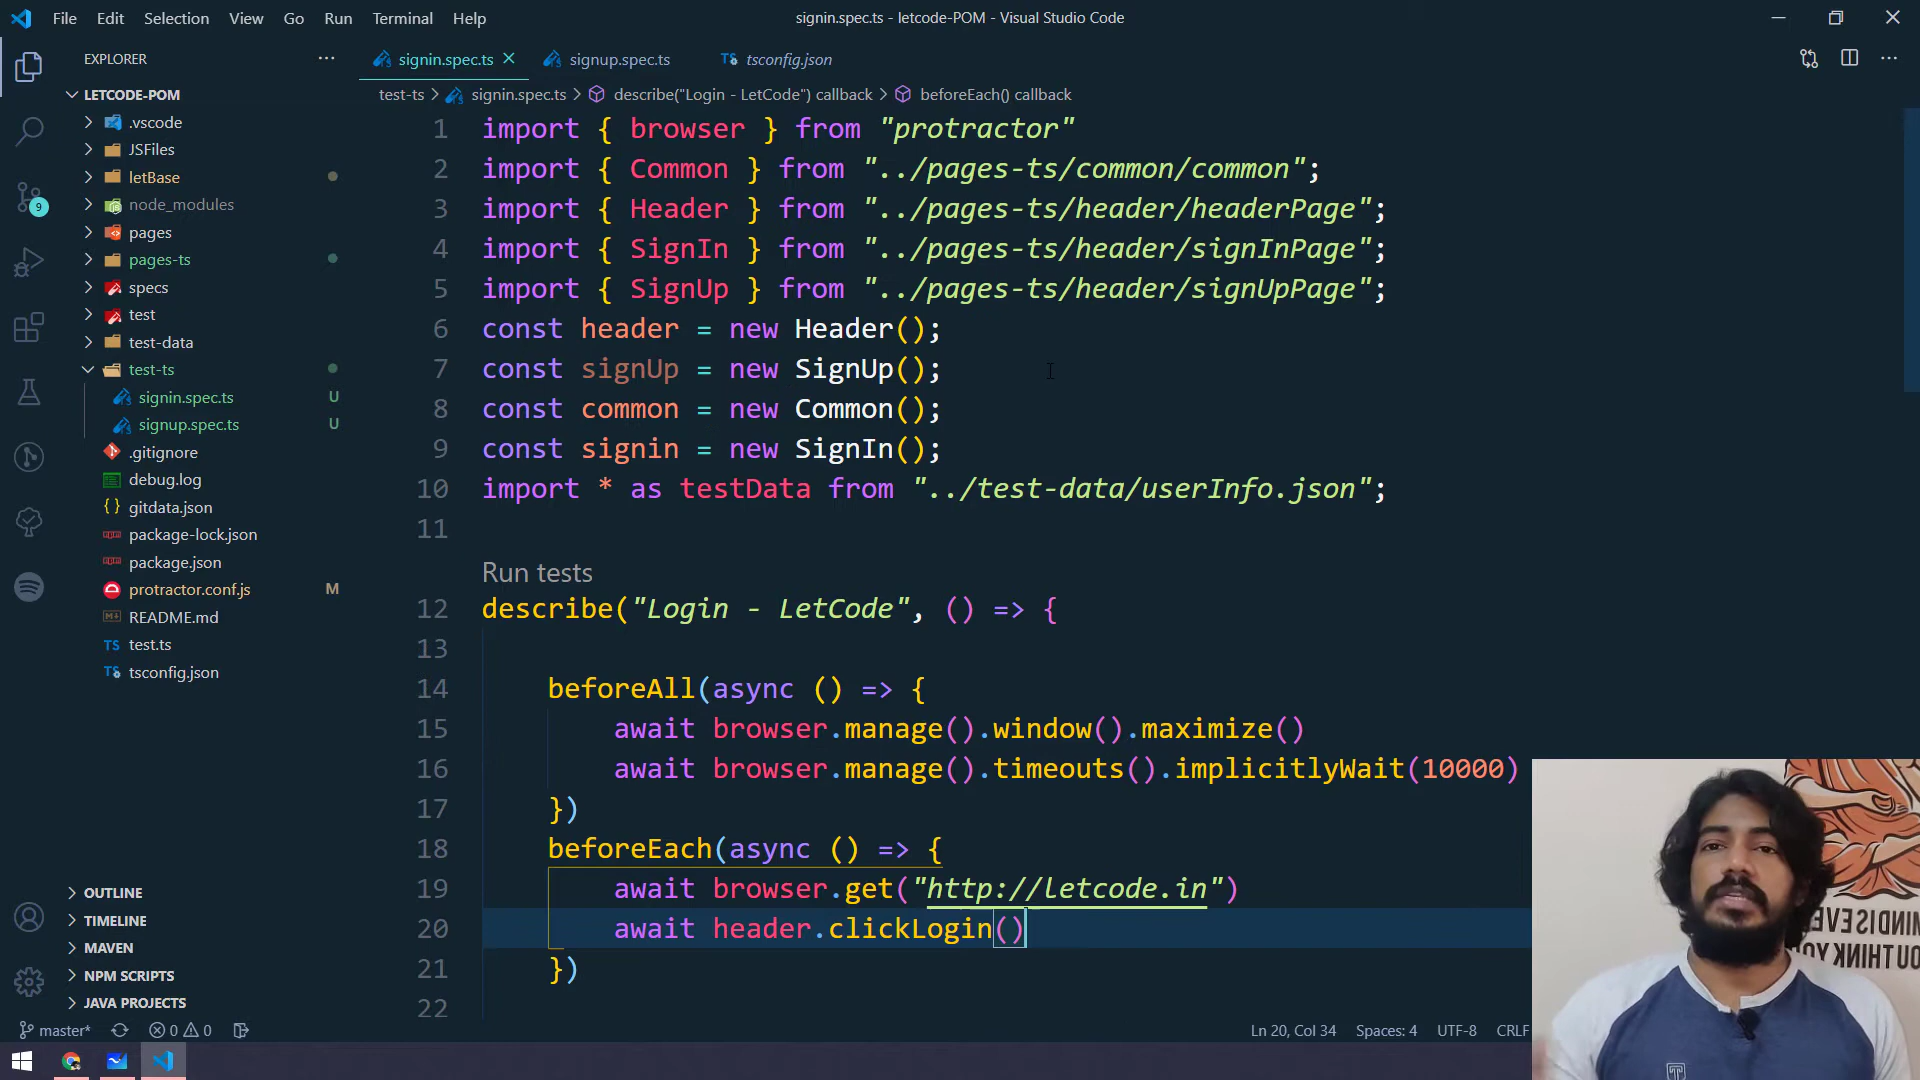 File Edit Selection View Go Run Terminal Help
signin.spec.ts - letcode-POM - Visual Studio Code
EXPLORER
signin.spec.ts
signup.spec.ts
tsconfig.json
test-ts > signin.spec.ts > describe("Login - LetCode") callback > beforeEach() callback
LETCODE-POM
.vscode
JSFiles
letBase
node_modules
pages
pages-ts
specs
test
test-data
test-ts
signin.spec.ts U
signup.spec.ts U
.gitignore
debug.log
gitdata.json
package-lock.json
package.json
protractor.conf.js M
README.md
TS test.ts
TS tsconfig.json
OUTLINE
TIMELINE
MAVEN
NPM SCRIPTS
JAVA PROJECTS
9
1 import { browser } from "protractor"
2 import { Common } from "../pages-ts/common/common";
3 import { Header } from "../pages-ts/header/headerPage";
4 import { SignIn } from "../pages-ts/header/signInPage";
5 import { SignUp } from "../pages-ts/header/signUpPage";
6 const header = new Header();
7 const signUp = new SignUp();
8 const common = new Common();
9 const signin = new SignIn();
10 import * as testData from "../test-data/userInfo.json";
11
Run tests
12 describe("Login - LetCode", () => {
13
14 beforeAll(async () => {
15 await browser.manage().window().maximize()
16 await browser.manage().timeouts().implicitlyWait(10000)
17 })
18 beforeEach(async () => {
19 await browser.get("http://letcode.in")
20 await header.clickLogin()
21 })
22
master* 0 0
Ln 20, Col 34 Spaces: 4 UTF-8 CRLF